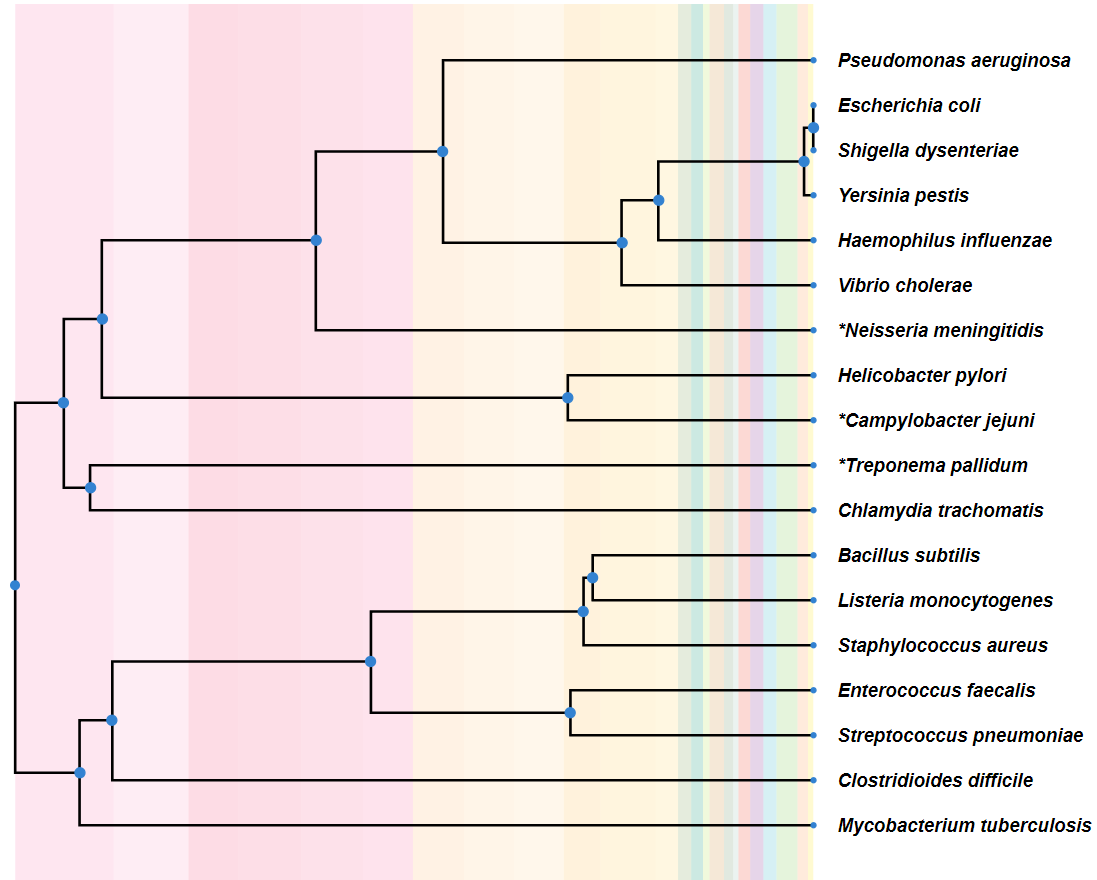 Pseudomonas aeruginosa
Escherichia coli
Shigella dysenteriae
Yersinia pestis
Haemophilus influenzae
Vibrio cholerae
*Neisseria meningitidis
Helicobacter pylori
*Campylobacter jejuni
*Treponema pallidum
Chlamydia trachomatis
Bacillus subtilis
Listeria monocytogenes
Staphylococcus aureus
Enterococcus faecalis
Streptococcus pneumoniae
Clostridioides difficile
Mycobacterium tuberculosis